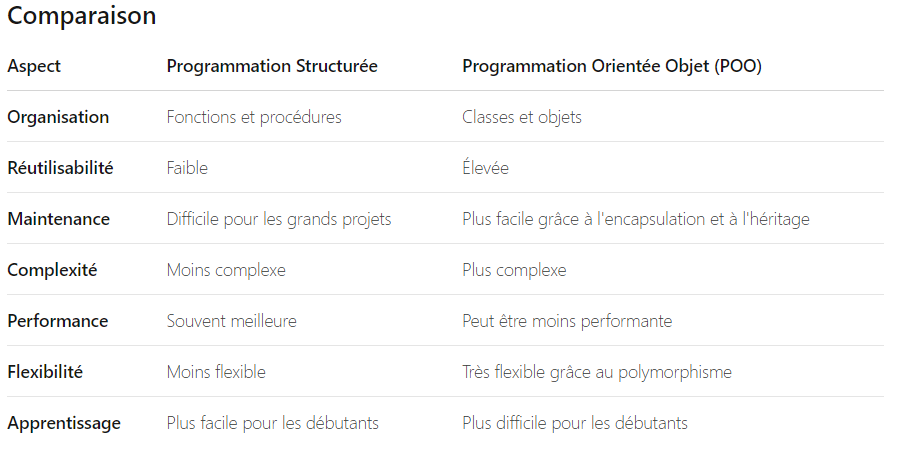 Comparaison
Aspect Programmation Structurée Programmation Orientée Objet (POO)
Organisation Fonctions et procédures Classes et objets
Réutilisabilité Faible Élevée
Maintenance Difficile pour les grands projets Plus facile grâce à l'encapsulation et à l'héritage
Complexité Moins complexe Plus complexe
Performance Souvent meilleure Peut être moins performante
Flexibilité Moins flexible Très flexible grâce au polymorphisme
Apprentissage Plus facile pour les débutants Plus difficile pour les débutants